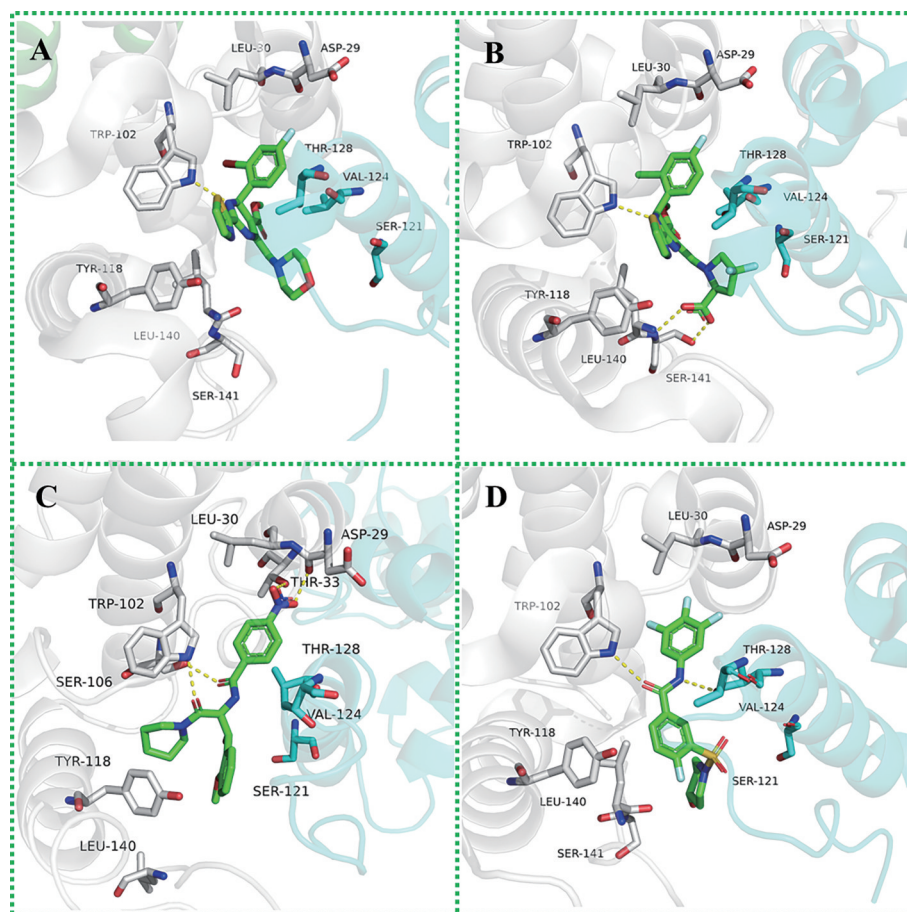 A
LEU-30
ASP-29
TRP-102
THR-128
VAL-124
SER-121
TYR-118
LEU-140
SER-141
B
ASP-29
LEU-30
TRP-102
THR-128
VAL-124
SER-121
TYR-118
LEU-140
SER-141
C
LEU-30
ASP-29
THR-33
TRP-102
THR-128
SER-106
VAL-124
TYR-118
SER-121
LEU-140
D
LEU-30
ASP-29
TRP-102
THR-128
VAL-124
TYR-118
SER-121
LEU-140
SER-141